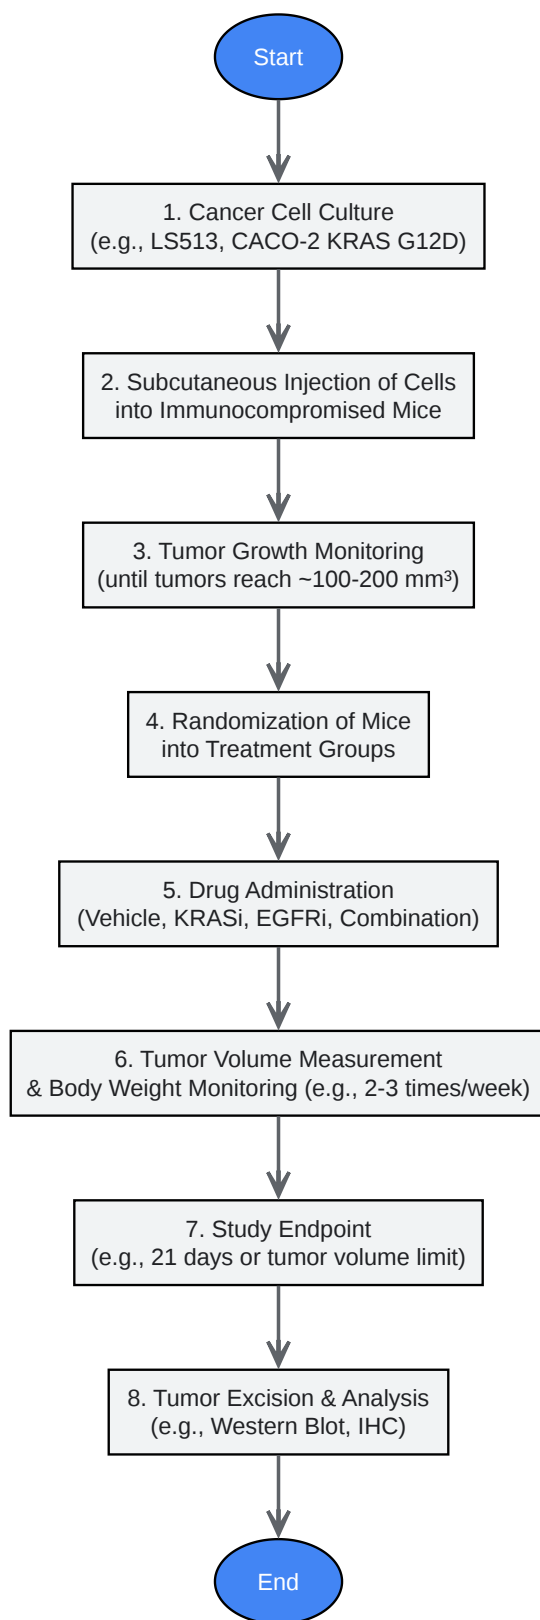 Start
1. Cancer Cell Culture
(e.g., LS513, CACO-2 KRAS G12D)
2. Subcutaneous Injection of Cells
into Immunocompromised Mice
3. Tumor Growth Monitoring
(until tumors reach ~100-200 mm³)
4. Randomization of Mice
into Treatment Groups
5. Drug Administration
(Vehicle, KRASi, EGFRi, Combination)
6. Tumor Volume Measurement
& Body Weight Monitoring (e.g., 2-3 times/week)
7. Study Endpoint
(e.g., 21 days or tumor volume limit)
8. Tumor Excision & Analysis
(e.g., Western Blot, IHC)
End